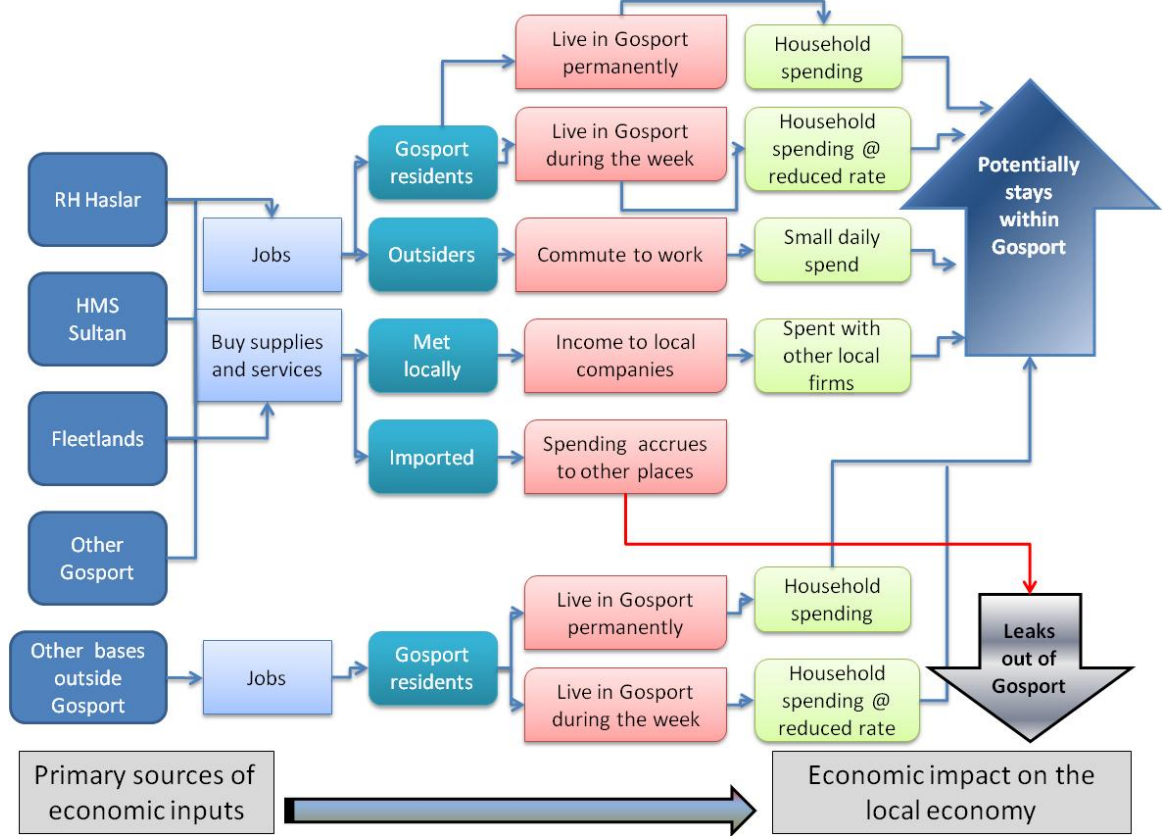 RH Haslar
HMS
Sultan
Fleetlands
Other
Gosport
Other bases
outside
Gosport
Jobs
Buy supplies
and services
Jobs
Gosport
residents
Outsiders
Met
locally
Imported
Gosport
residents
Live in Gosport
permanently
Live in Gosport
during the week
Commute to work
Income to local
companies
Spending accrues
to other places
Live in Gosport
permanently
Live in Gosport
during the week
Household
spending
Household
spending @
reduced rate
Small daily
spend
Spent with
other local
firms
Household
spending
Household
spending @
reduced rate
Potentially
stays
within
Gosport
Leaks
out of
Gosport
Primary sources of
economic inputs
Economic impact on the
local economy